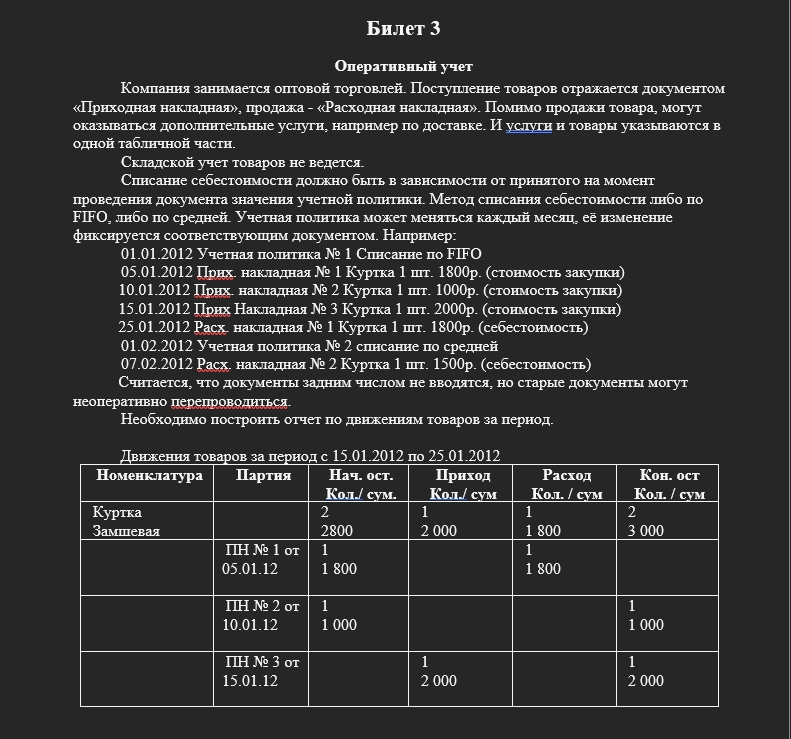 Билет 3
Оперативный учет
Компания занимается оптовой торговлей. Поступление товаров отражается документом
«Приходная накладная», продажа - «Расходная накладная». Помимо продажи товара, могут
оказываться дополнительные услуги, например по доставке. И услуги и товары указываются в
одной табличной части.
Складской учет товаров не ведется.
Списание себестоимости должно быть в зависимости от принятого на момент
проведения документа значения учетной политики. Метод списания себестоимости либо по
FIFO, либо по средней. Учетная политика может меняться каждый месяц, её изменение
фиксируется соответствующим документом. Например:
01.01.2012 Учетная политика № 1 Списание по FIFO
05.01.2012 Прих. накладная № 1 Куртка 1 шт. 1800р. (стоимость закупки)
10.01.2012 Прих. накладная № 2 Куртка 1 шт. 1000р. (стоимость закупки)
15.01.2012 Прих Накладная № 3 Куртка 1 шт. 2000р. (стоимость закупки)
25.01.2012 Расх. накладная № 1 Куртка 1 шт. 1800р. (себестоимость)
01.02.2012 Учетная политика № 2 списание по средней
07.02.2012 Расх. накладная № 2 Куртка 1 шт. 1500р. (себестоимость)
Считается, что документы задним числом не вводятся, но старые документы могут
неоперативно перепроводиться.
Необходимо построить отчет по движениям товаров за период.
Движения товаров за период с 15.01.2012 по 25.01.2012
Номенклатура Партия Нач. ост. Приход Расход Кон. ост
Кол./ сум. Кол./ сум Кол. / сум Кол. / сум
Куртка 2 1 1 2
Замшевая 2800 2 000 1 800 3 000
ПН № 1 от 1 1
05.01.12 1 800 1 800
ПН № 2 от 1 1
10.01.12 1 000 1 000
ПН № 3 от 1 1
15.01.12 2 000 2 000